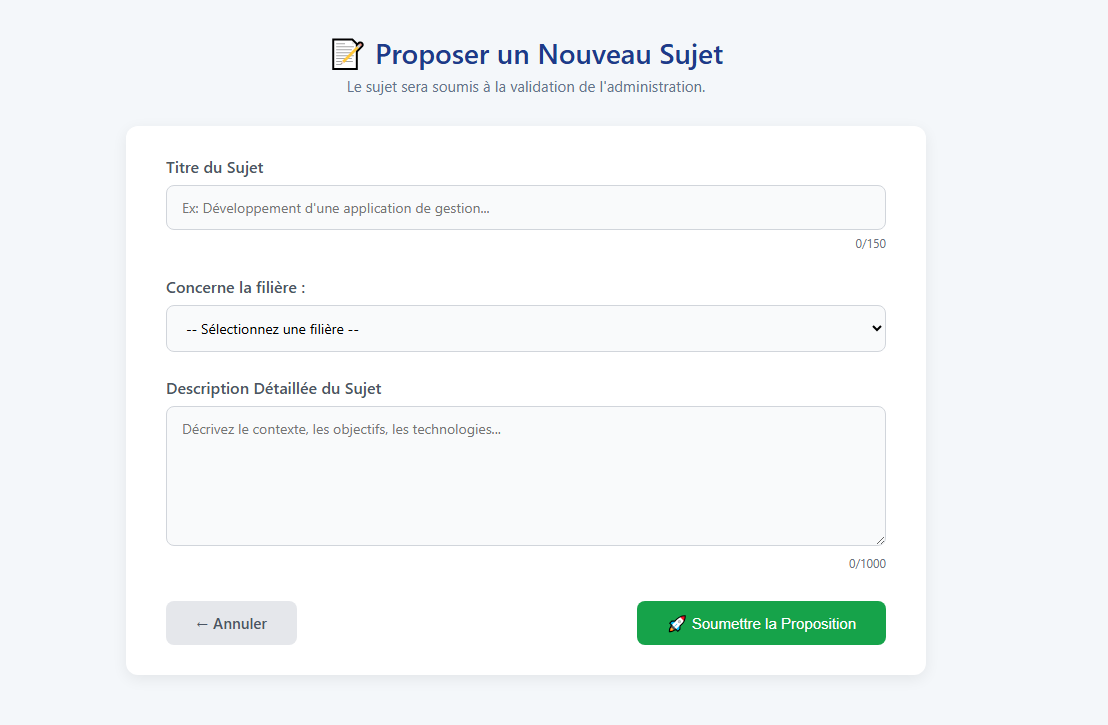 📝 Proposer un Nouveau Sujet
Le sujet sera soumis à la validation de l'administration.
Titre du Sujet
Ex: Développement d'une application de gestion...
0/150
Concerne la filière :
-- Sélectionnez une filière --
Description Détaillée du Sujet
Décrivez le contexte, les objectifs, les technologies...
0/1000
← Annuler
🚀 Soumettre la Proposition